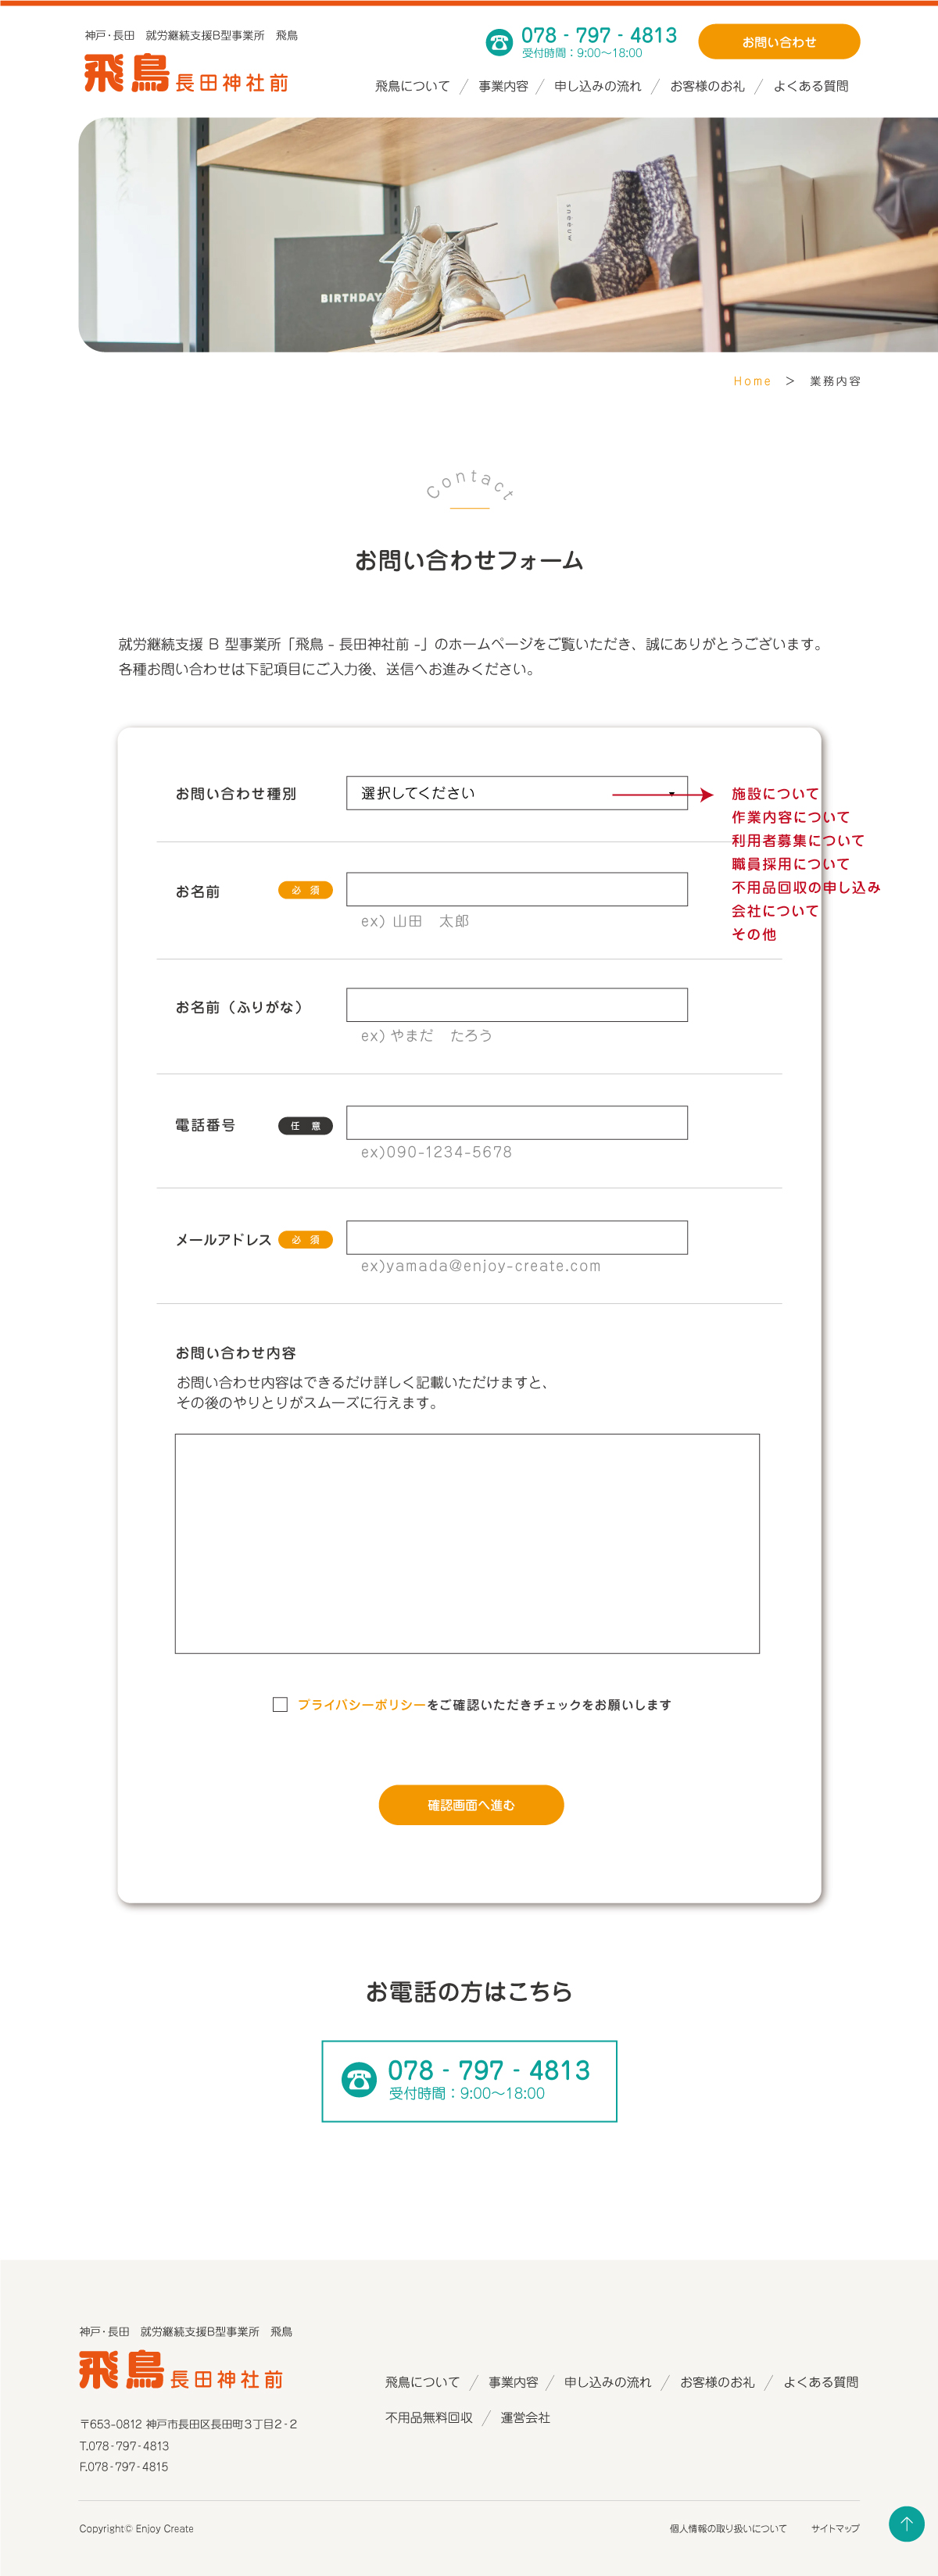 神戸・長田　就労継続支援B型事業所　飛鳥
飛鳥 長田神社前
078 - 797 - 4813
受付時間：9:00〜18:00
お問い合わせ
飛鳥について ／ 事業内容 ／ 申し込みの流れ ／ お客様のお礼 ／ よくある質問
BIRTHDAY
sneeuw
Home ＞ 業務内容
Contact
お問い合わせフォーム
就労継続支援 B 型事業所「飛鳥 - 長田神社前 -」のホームページをご覧いただき、誠にありがとうございます。
各種お問い合わせは下記項目にご入力後、送信へお進みください。
お問い合わせ種別
選択してください
施設について
作業内容について
利用者募集について
職員採用について
不用品回収の申し込み
会社について
その他
お名前
必 須
ex) 山田　太郎
お名前（ふりがな）
ex) やまだ　たろう
電話番号
任 意
ex)090-1234-5678
メールアドレス
必 須
ex)yamada@enjoy-create.com
お問い合わせ内容
お問い合わせ内容はできるだけ詳しく記載いただけますと、
その後のやりとりがスムーズに行えます。
プライバシーポリシーをご確認いただきチェックをお願いします
確認画面へ進む
お電話の方はこちら
078 - 797 - 4813
受付時間：9:00〜18:00
神戸・長田　就労継続支援B型事業所　飛鳥
飛鳥 長田神社前
飛鳥について ／ 事業内容 ／ 申し込みの流れ ／ お客様のお礼 ／ よくある質問
不用品無料回収 ／ 運営会社
〒653-0812 神戸市長田区長田町３丁目２-２
T.078-797-4813
F.078-797-4815
Copyright© Enjoy Create
個人情報の取り扱いについて
サイトマップ